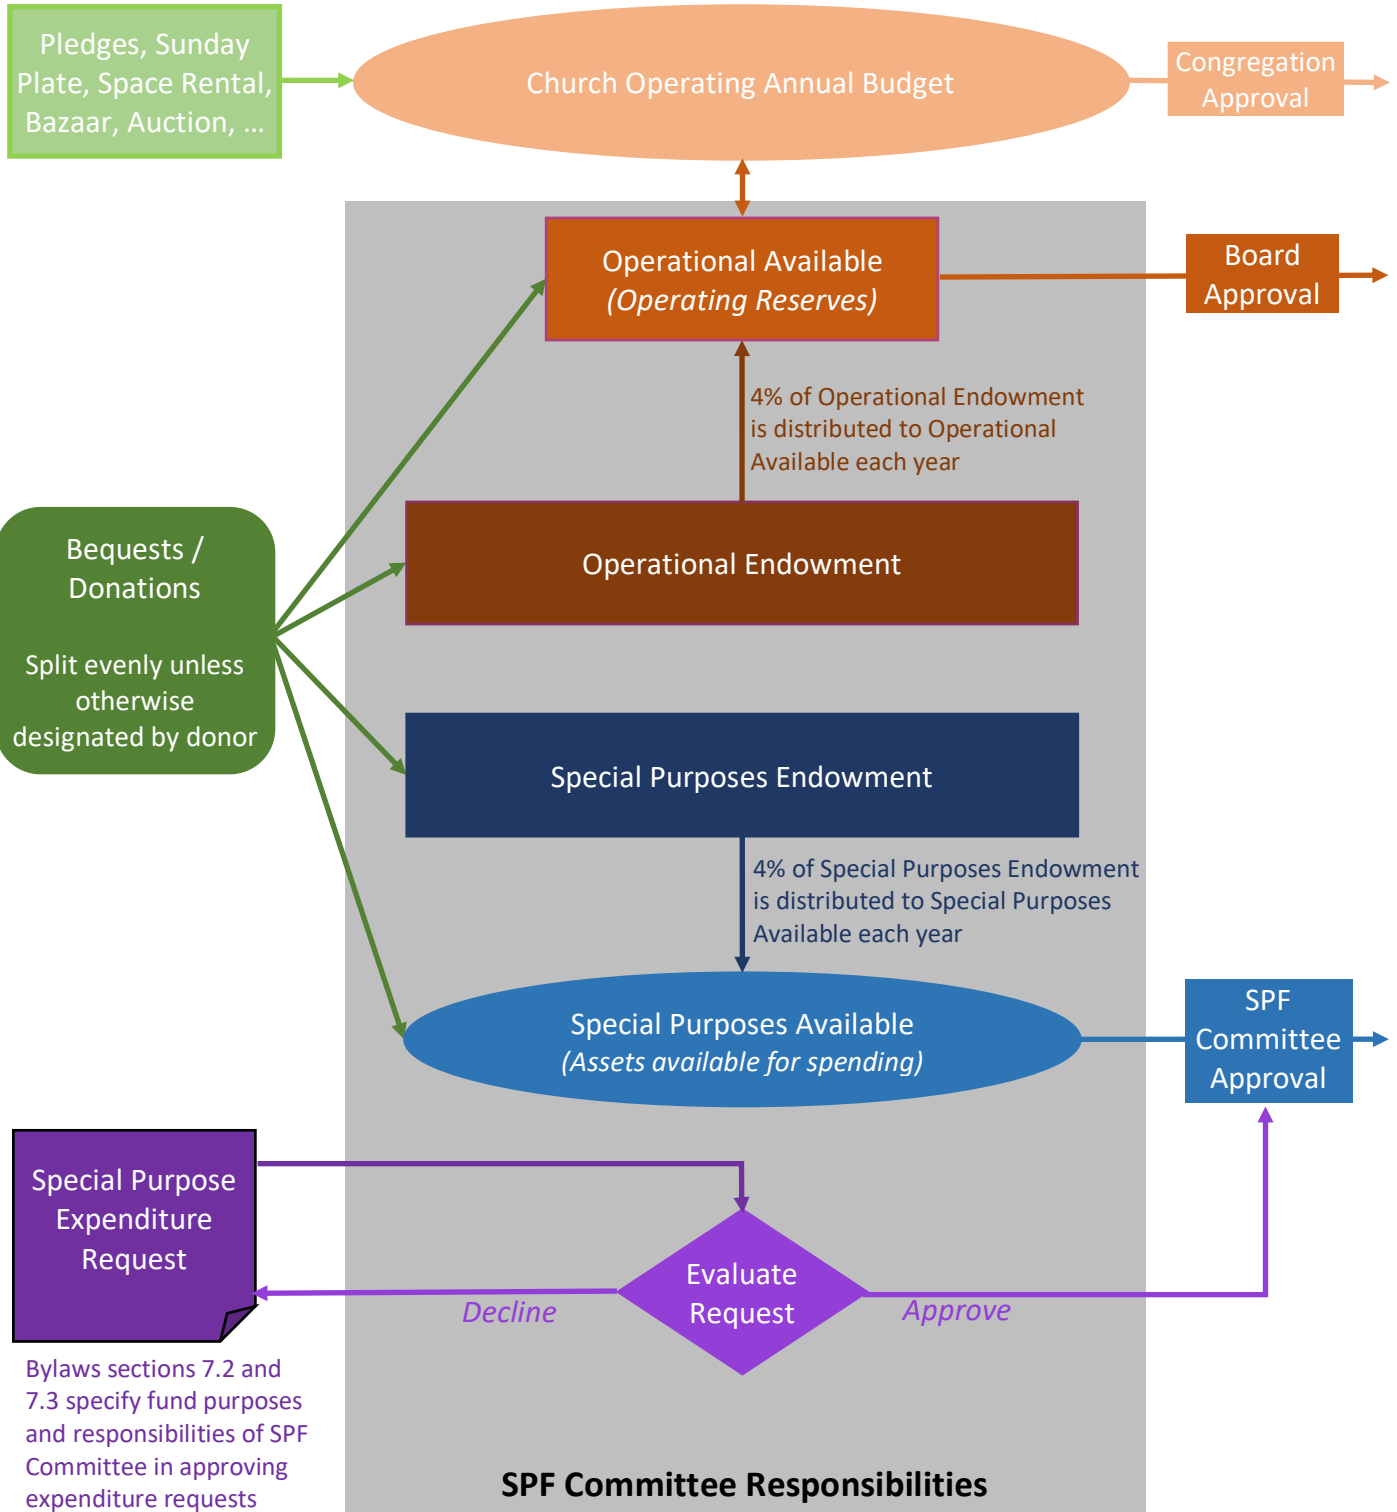 Pledges, Sunday
Plate, Space Rental,
Bazaar, Auction, ...
Church Operating Annual Budget
Congregation
Approval
Operational Available
(Operating Reserves)
Board
Approval
4% of Operational Endowment
is distributed to Operational
Available each year
Bequests /
Donations
Split evenly unless
otherwise
designated by donor
Operational Endowment
Special Purposes Endowment
4% of Special Purposes Endowment
is distributed to Special Purposes
Available each year
Special Purposes Available
(Assets available for spending)
SPF
Committee
Approval
Special Purpose
Expenditure
Request
Evaluate
Request
Decline
Approve
Bylaws sections 7.2 and
7.3 specify fund purposes
and responsibilities of SPF
Committee in approving
expenditure requests
SPF Committee Responsibilities